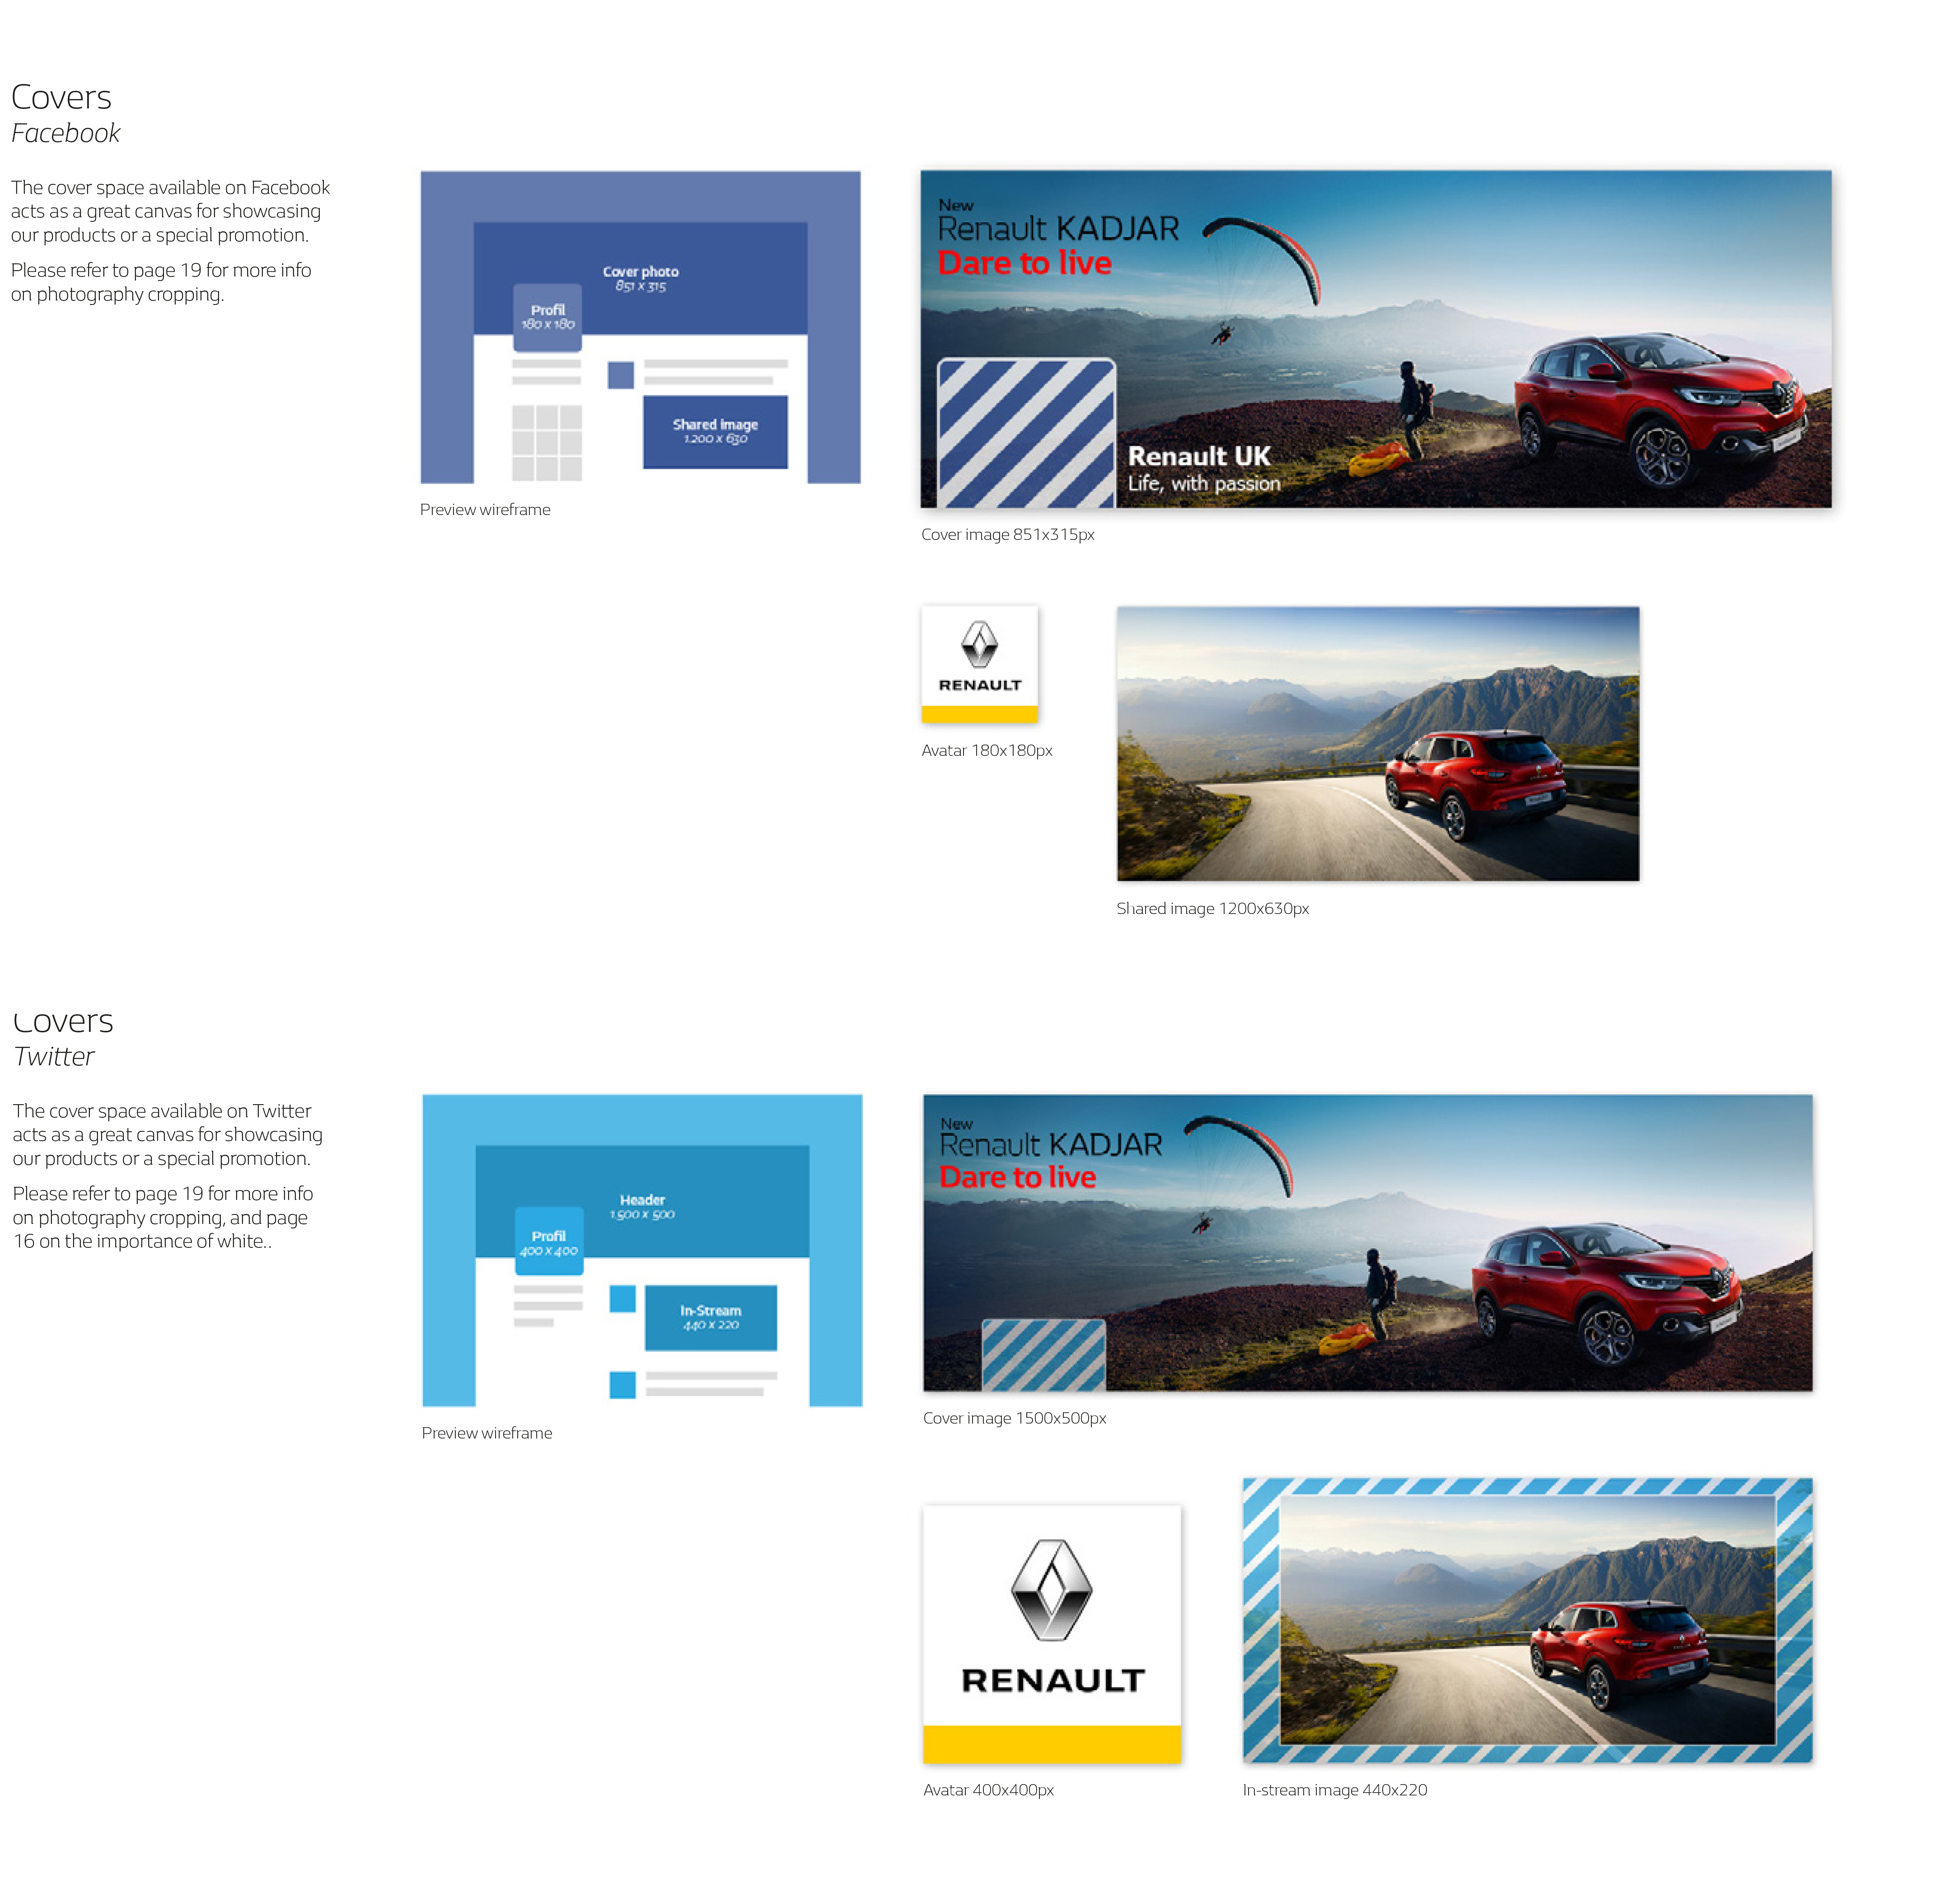 Covers
Facebook
The cover space available on Facebook
acts as a great canvas for showcasing
our products or a special promotion.
Please refer to page 19 for more info
on photography cropping.
Cover photo
851 x 315
Profil
180 x 180
Shared image
1.200 x 630
Preview wireframe
New
Renault KADJAR
Dare to live
Renault UK
Life, with passion
Cover image 851x315px
RENAULT
Avatar 180x180px
Shared image 1200x630px
Covers
Twitter
The cover space available on Twitter
acts as a great canvas for showcasing
our products or a special promotion.
Please refer to page 19 for more info
on photography cropping, and page
16 on the importance of white..
Header
1.500 x 500
Profil
400 x 400
In-Stream
440 x 220
Preview wireframe
New
Renault KADJAR
Dare to live
Cover image 1500x500px
RENAULT
Avatar 400x400px
In-stream image 440x220